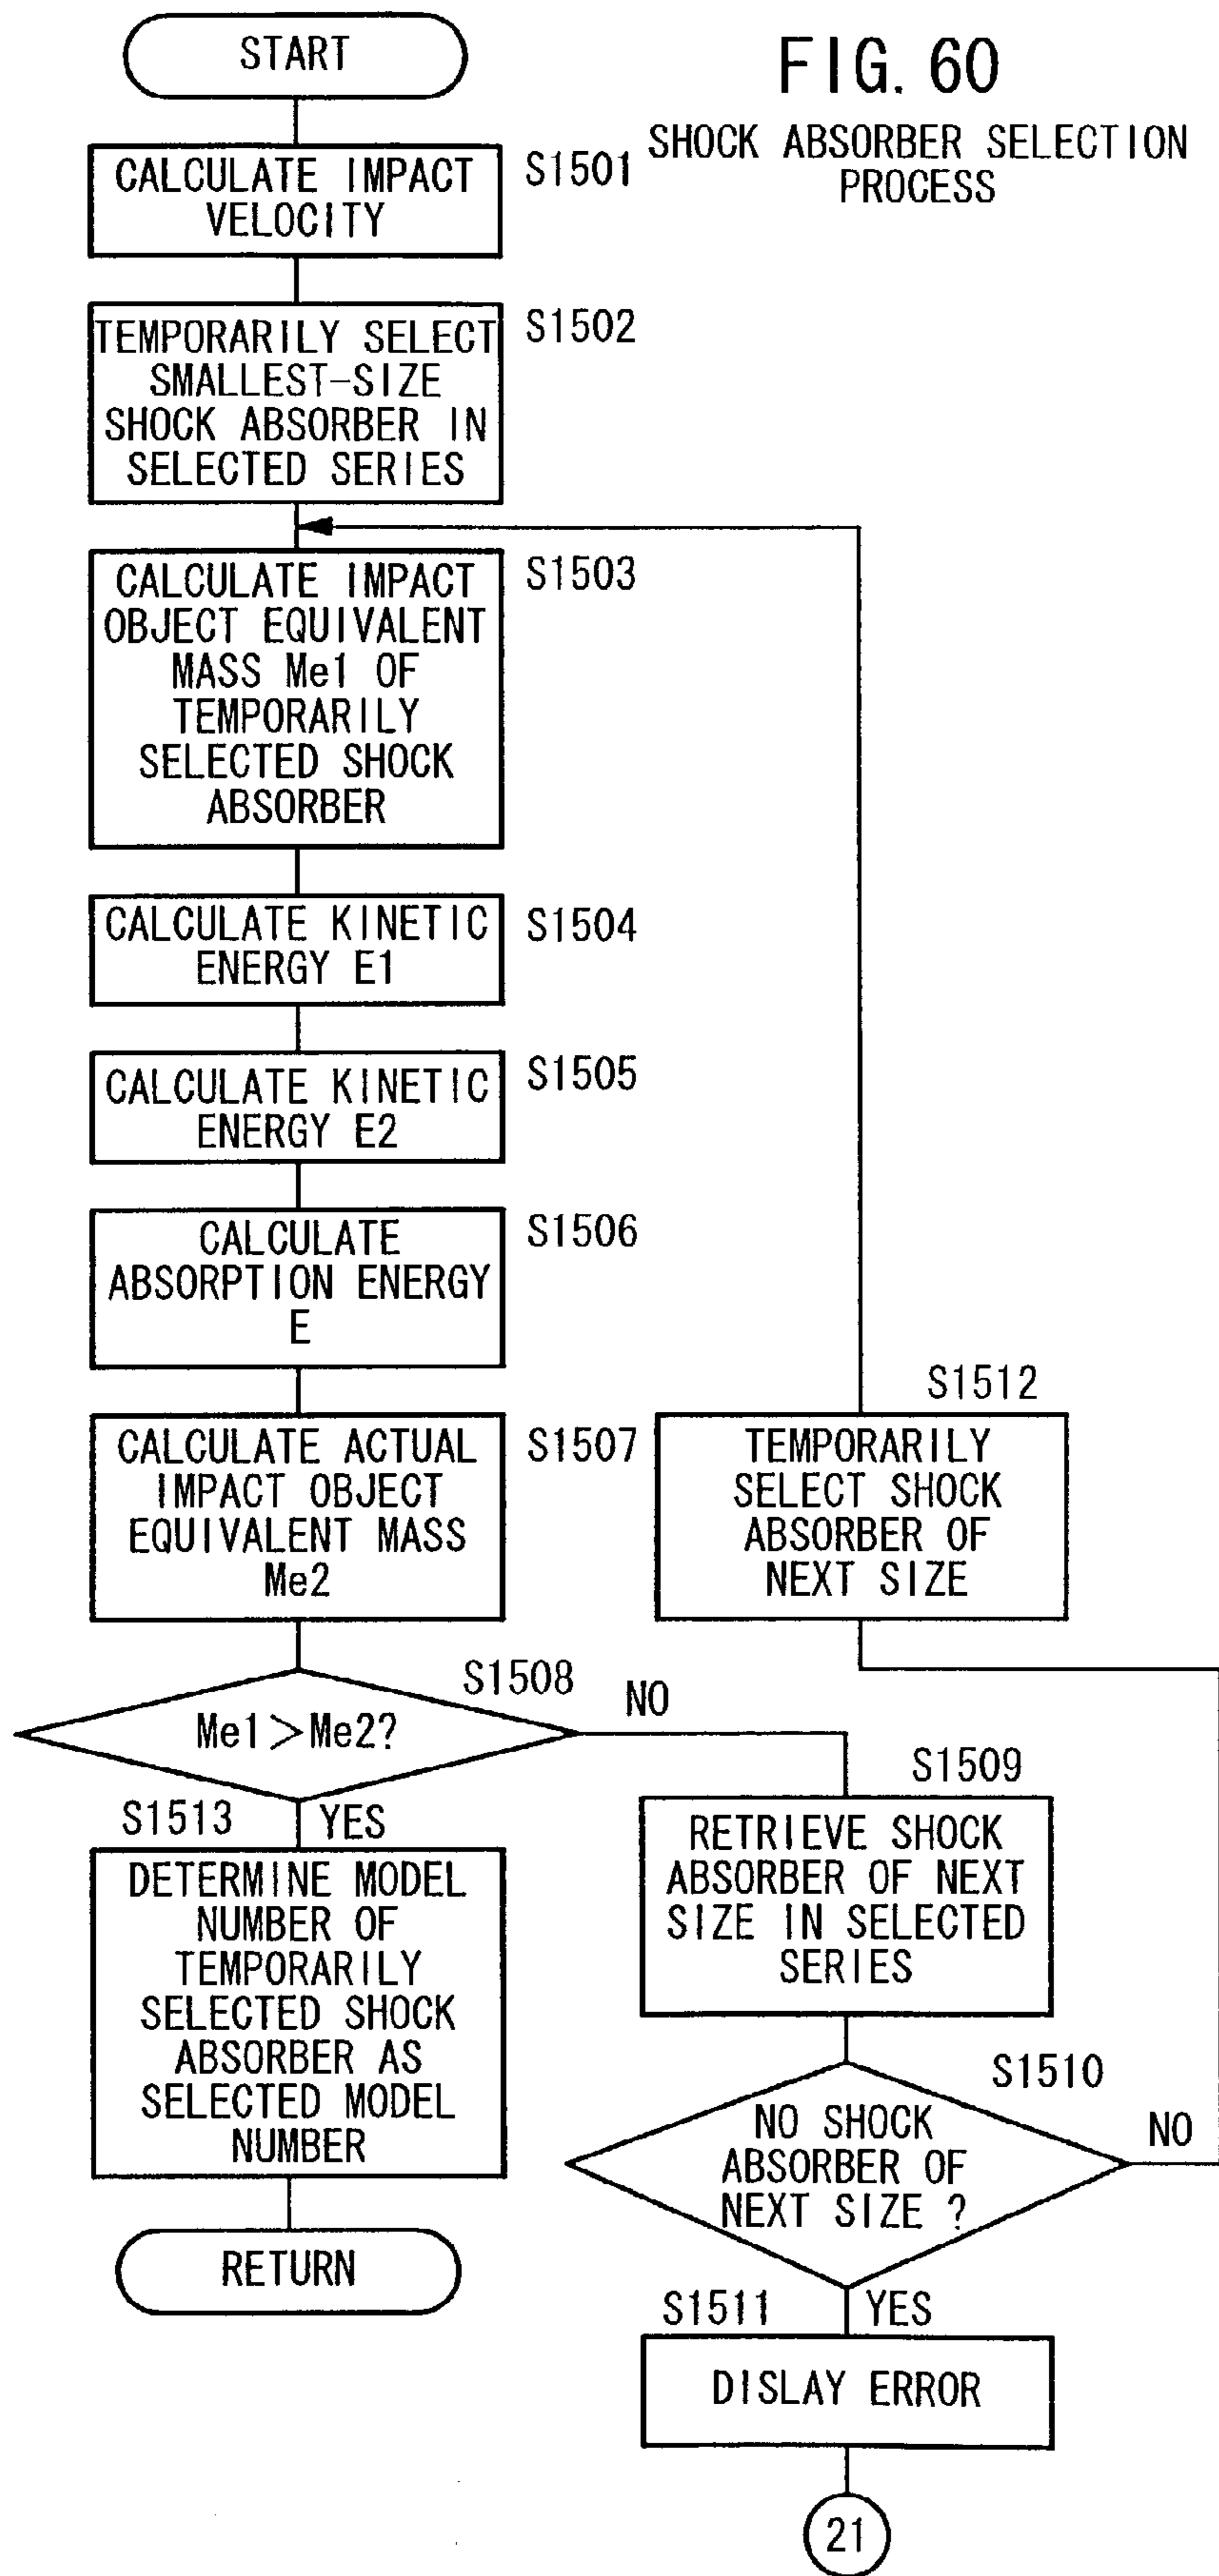 FIG. 60
SHOCK ABSORBER SELECTION
PROCESS
START
CALCULATE IMPACT
VELOCITY
S1501
TEMPORARILY SELECT
SMALLEST-SIZE
SHOCK ABSORBER IN
SELECTED SERIES
S1502
CALCULATE IMPACT
OBJECT EQUIVALENT
MASS Me1 OF
TEMPORARILY
SELECTED SHOCK
ABSORBER
S1503
CALCULATE KINETIC
ENERGY E1
S1504
CALCULATE KINETIC
ENERGY E2
S1505
CALCULATE
ABSORPTION ENERGY
E
S1506
CALCULATE ACTUAL
IMPACT OBJECT
EQUIVALENT MASS
Me2
S1507
S1512
TEMPORARILY
SELECT SHOCK
ABSORBER OF
NEXT SIZE
S1508
Me1>Me2?
NO
S1513
YES
DETERMINE MODEL
NUMBER OF
TEMPORARILY
SELECTED SHOCK
ABSORBER AS
SELECTED MODEL
NUMBER
RETURN
S1509
RETRIEVE SHOCK
ABSORBER OF NEXT
SIZE IN SELECTED
SERIES
S1510
NO SHOCK
ABSORBER OF
NEXT SIZE ?
NO
S1511
YES
DISLAY ERROR
21